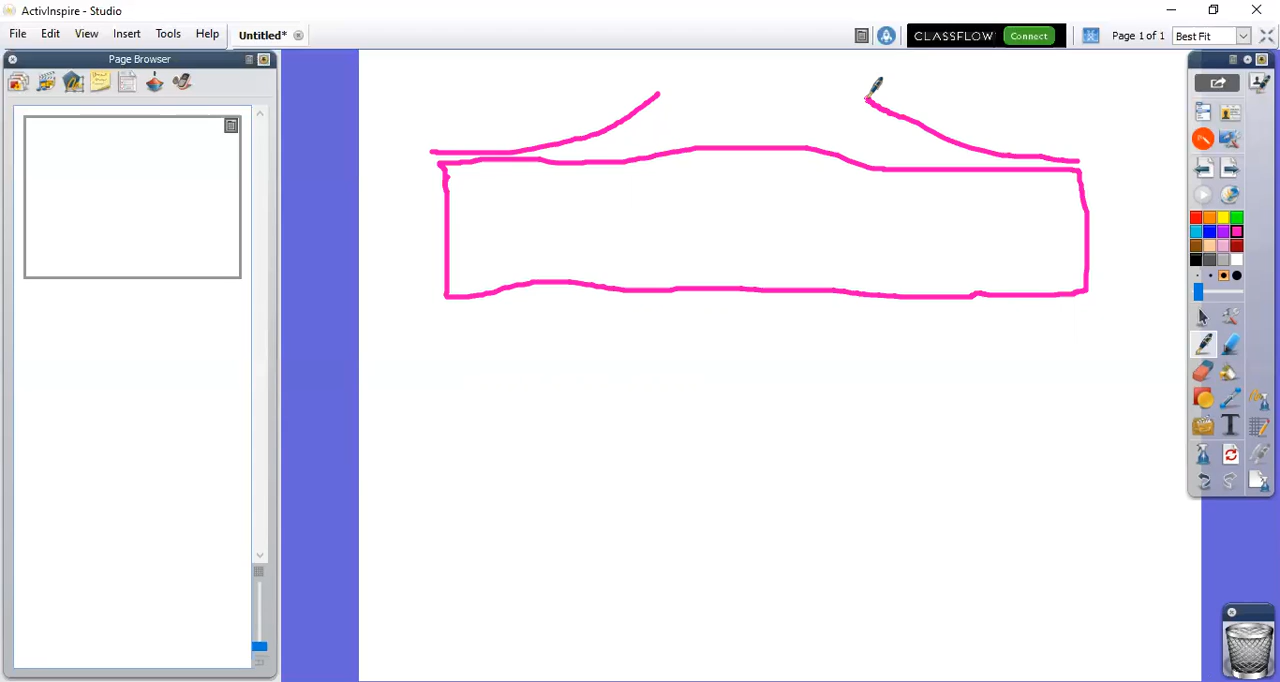 ActivInspire - Studio
File Edit View Insert Tools Help Untitled* CLASSFLOW Connect Page 1 of 1 Best Fit
Page Browser